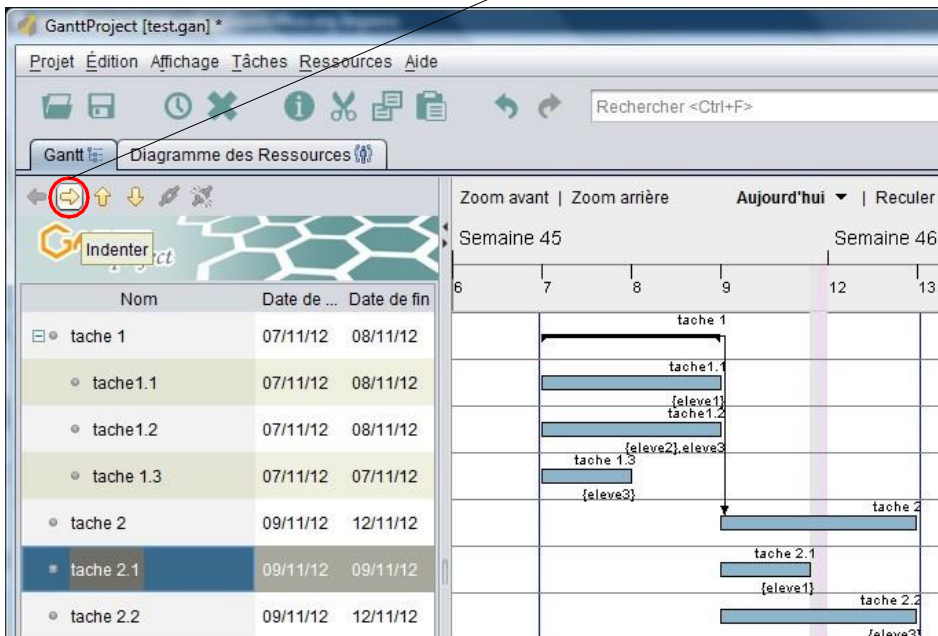 GanttProject [test.gan] *
Projet Édition Affichage Tâches Ressources Aide
Rechercher <Ctrl+F>
Gantt Diagramme des Ressources
Zoom avant | Zoom arrière Aujourd'hui ▼ | Reculer
Indenter
ct
Semaine 45 Semaine 46
Nom Date de ... Date de fin
6 7 8 9 12 13
tache 1 07/11/12 08/11/12 tache 1
tache1.1 07/11/12 08/11/12 tache1.1
{eleve1}
tache1.2 07/11/12 08/11/12 tache1.2
{eleve2},eleve3
tache 1.3 07/11/12 07/11/12 tache 1.3
{eleve3}
tache 2 09/11/12 12/11/12 tache 2
tache 2.1 09/11/12 09/11/12 tache 2.1
{eleve1}
tache 2.2 09/11/12 12/11/12 tache 2.2
{eleve3}